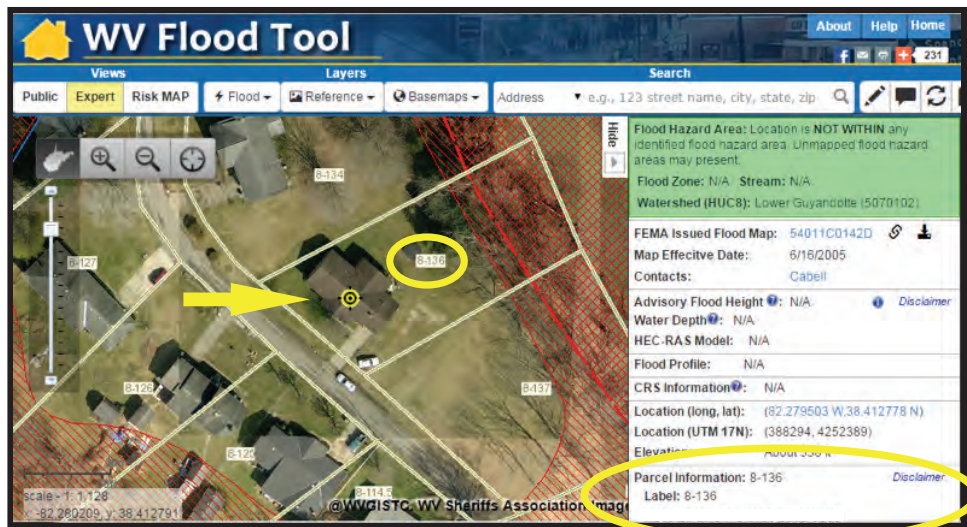 WV Flood Tool
About Help Home
231
Views
Layers
Search
Public Expert Risk MAP Flood Reference Basemaps Address e.g., 123 street name, city, state, zip
Hide
8-134
8-136
8-127
8-126
8-137
8-114.5
scale - 1: 1,128
x: -82.280209, y: 38.412791
@WVGISTC, WV Sheriffs Association Image
Flood Hazard Area: Location is NOT WITHIN any
identified flood hazard area. Unmapped flood hazard
areas may present.
Flood Zone: N/A Stream: N/A
Watershed (HUC8): Lower Guyandotte (5070102)
FEMA Issued Flood Map: 54011C0142D
Map Effecitve Date: 6/16/2005
Contacts: Cabell
Advisory Flood Height: N/A Disclaimer
Water Depth: N/A
HEC-RAS Model: N/A
Flood Profile: N/A
CRS Information: N/A
Location (long, lat): (82.279503 W,38.412778 N)
Location (UTM 17N): (388294, 4252389)
Parcel Information: 8-136 Disclaimer
Label: 8-136